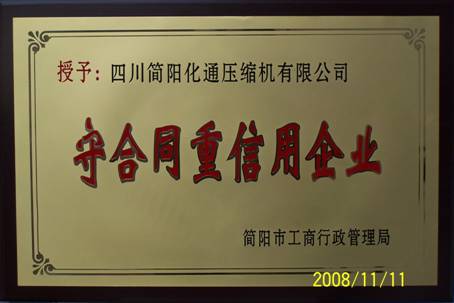 授予：四川简阳化通压缩机有限公司
守合同重信用企业
简阳市工商行政管理局
2008/11/11